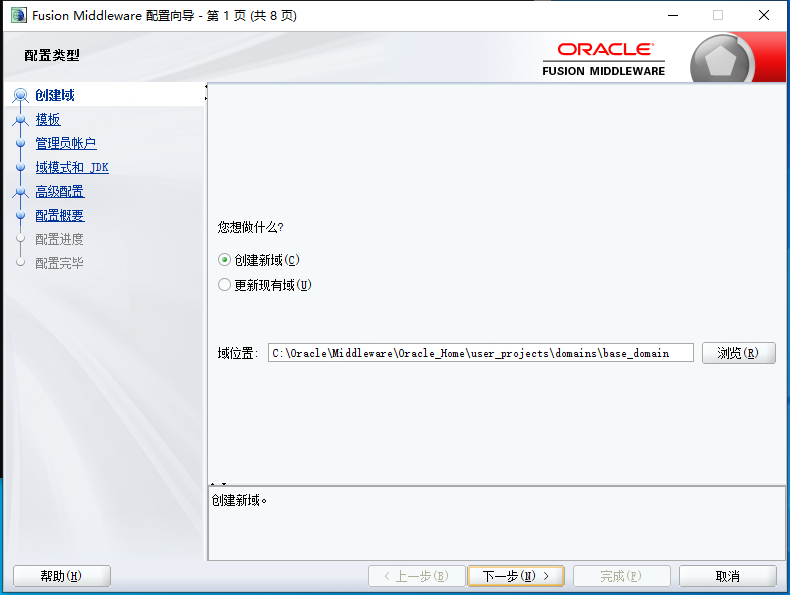 Fusion Middleware 配置向导 - 第 1 页 (共 8 页)
配置类型
ORACLE
FUSION MIDDLEWARE
创建域
模板
管理员帐户
域模式和 JDK
高级配置
配置概要
配置进度
配置完毕
您想做什么?
创建新域(C)
更新现有域(U)
域位置: C:\Oracle\Middleware\Oracle_Home\user_projects\domains\base_domain 浏览(R)
创建新域。
帮助(H) < 上一步(B) 下一步(N) > 完成(F) 取消